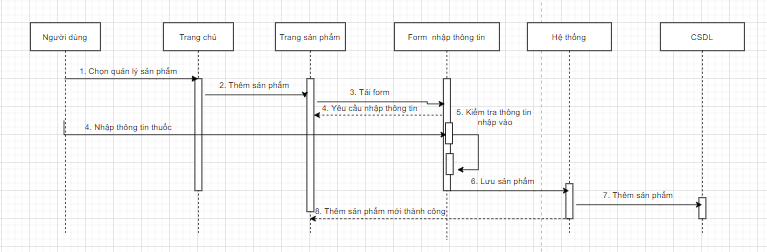 Người dùng
Trang chủ
Trang sản phẩm
Form nhập thông tin
Hệ thống
CSDL
1. Chọn quản lý sản phẩm
2. Thêm sản phẩm
3. Tải form
4. Yêu cầu nhập thông tin
4. Nhập thông tin thuốc
5. Kiểm tra thông tin
nhập vào
6. Lưu sản phẩm
7. Thêm sản phẩm
8. Thêm sản phẩm mới thành công